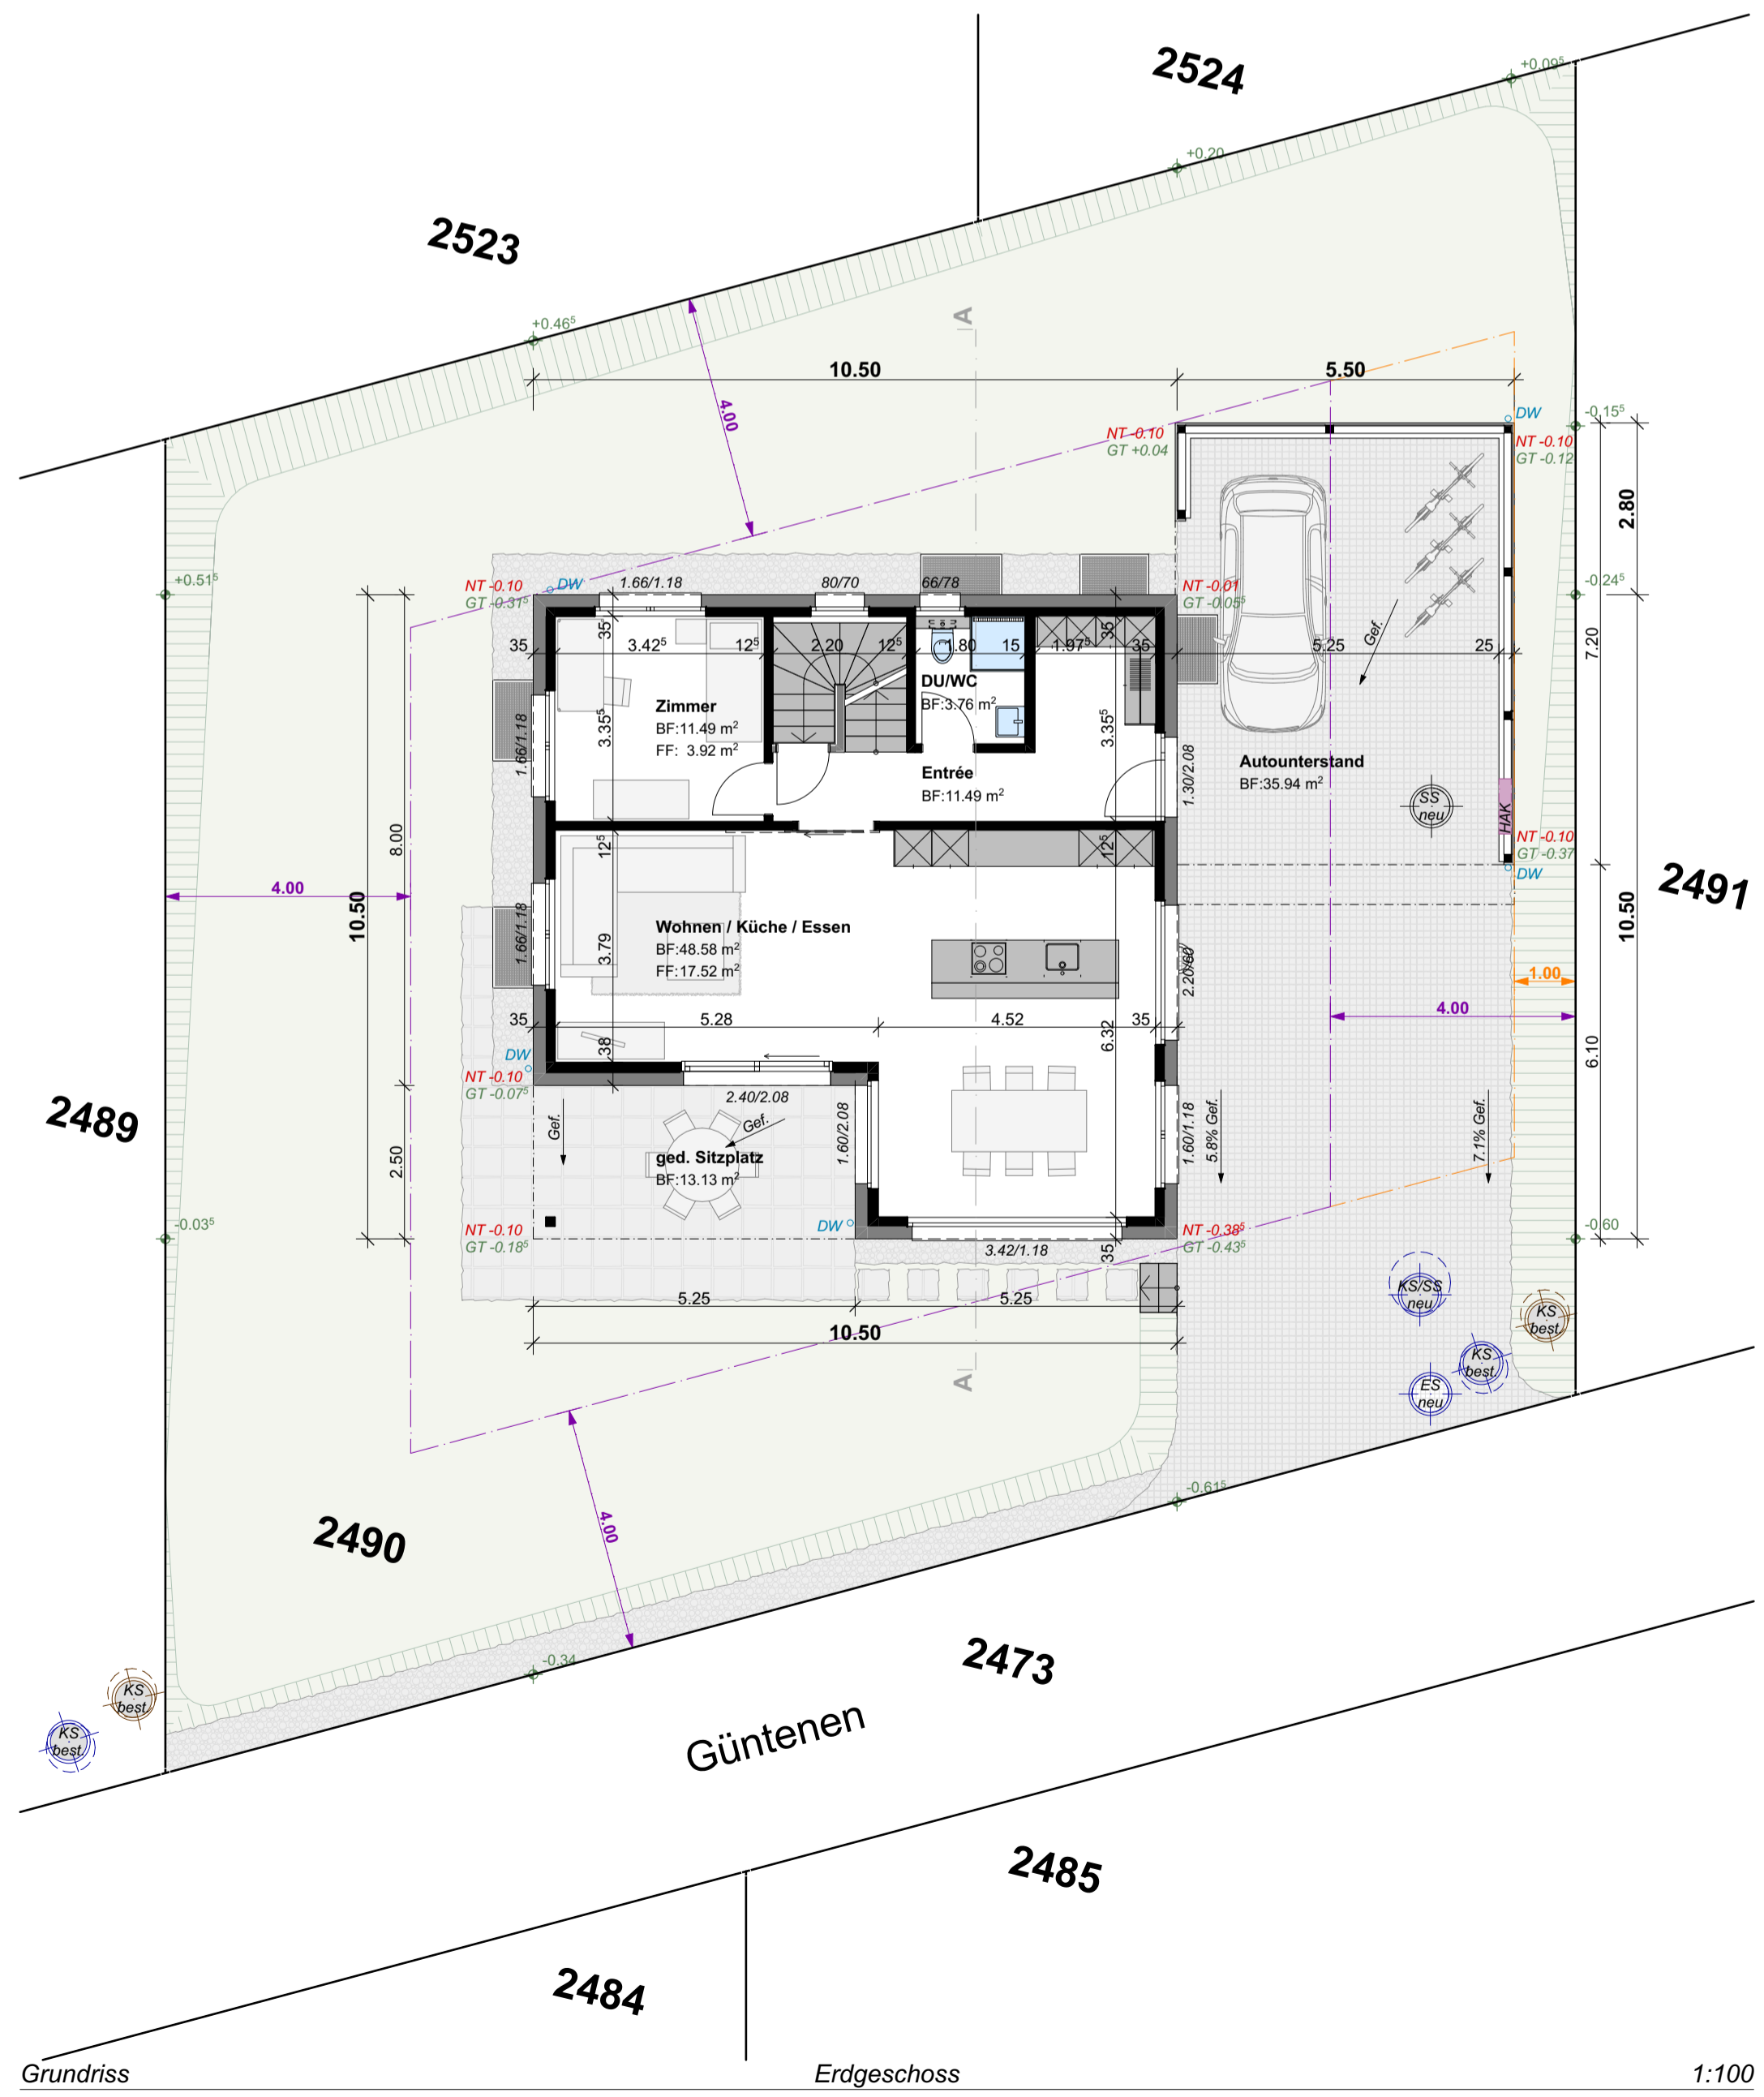 2524
+0.09⁵
+0.20
2523
+0.46⁵
A
10.50
5.50
4.00
DW
-0.15⁵
NT -0.10
GT +0.04
NT -0.10
GT -0.12
2.80
+0.51⁵
NT -0.10
GT -0.31⁵
DW
1.66/1.18
80/70
66/78
NT -0.01
GT -0.05⁵
-0.24⁵
Gef.
35
35
3.42⁵
12⁵
2.20
12⁵
1.80
15
1.97⁵
35
35
5.25
25
7.20
DU/WC
BF:3.76 m²
Zimmer
BF:11.49 m²
FF: 3.92 m²
3.35⁵
3.35⁵
1.66/1.18
1.30/2.08
Entrée
BF:11.49 m²
Autounterstand
BF:35.94 m²
SS
neu
HAK
8.00
12⁵
12⁵
NT -0.10
GT -0.37
DW
4.00
10.50
2491
10.50
1.66/1.18
Wohnen / Küche / Essen
BF:48.58 m²
FF:17.52 m²
3.79
2.20/60
1.00
4.00
35
5.28
4.52
35
6.32
38
6.10
DW
NT -0.10
GT -0.07⁵
2489
2.40/2.08
Gef.
Gef.
1.60/2.08
1.60/1.18
5.8% Gef.
7.1% Gef.
ged. Sitzplatz
BF:13.13 m²
2.50
-0.03⁵
NT -0.10
GT -0.18⁵
DW
NT -0.38⁵
GT -0.43⁵
-0.60
3.42/1.18
35
KS/SS
neu
5.25
5.25
KS
best.
10.50
KS
best.
ES
neu
A
-0.61⁵
4.00
2490
2473
-0.34
KS
best.
KS
best.
Güntenen
2485
2484
Grundriss
Erdgeschoss
1:100